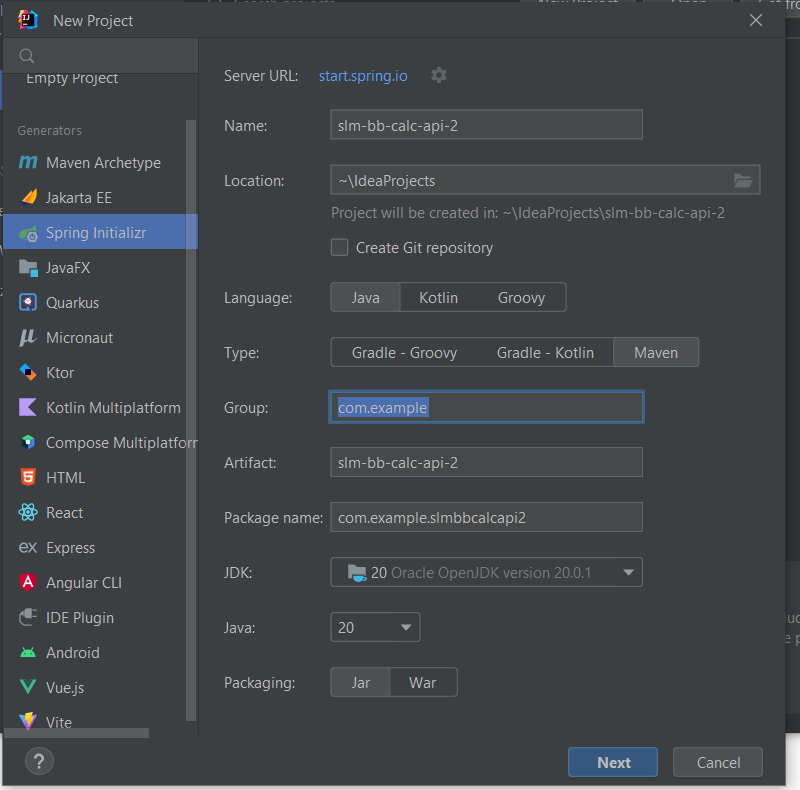 New Project
Empty Project
Generators
Maven Archetype
Jakarta EE
Spring Initializr
JavaFX
Quarkus
Micronaut
Ktor
Kotlin Multiplatform
Compose Multiplatform
HTML
React
Express
Angular CLI
IDE Plugin
Android
Vue.js
Vite
?
Server URL: start.spring.io
Name: slm-bb-calc-api-2
Location: ~\IdeaProjects
Project will be created in: ~\IdeaProjects\slm-bb-calc-api-2
Create Git repository
Language: Java Kotlin Groovy
Type: Gradle - Groovy Gradle - Kotlin Maven
Group: com.example
Artifact: slm-bb-calc-api-2
Package name: com.example.slmbbcalcapi2
JDK: 20 Oracle OpenJDK version 20.0.1
Java: 20
Packaging: Jar War
Next Cancel